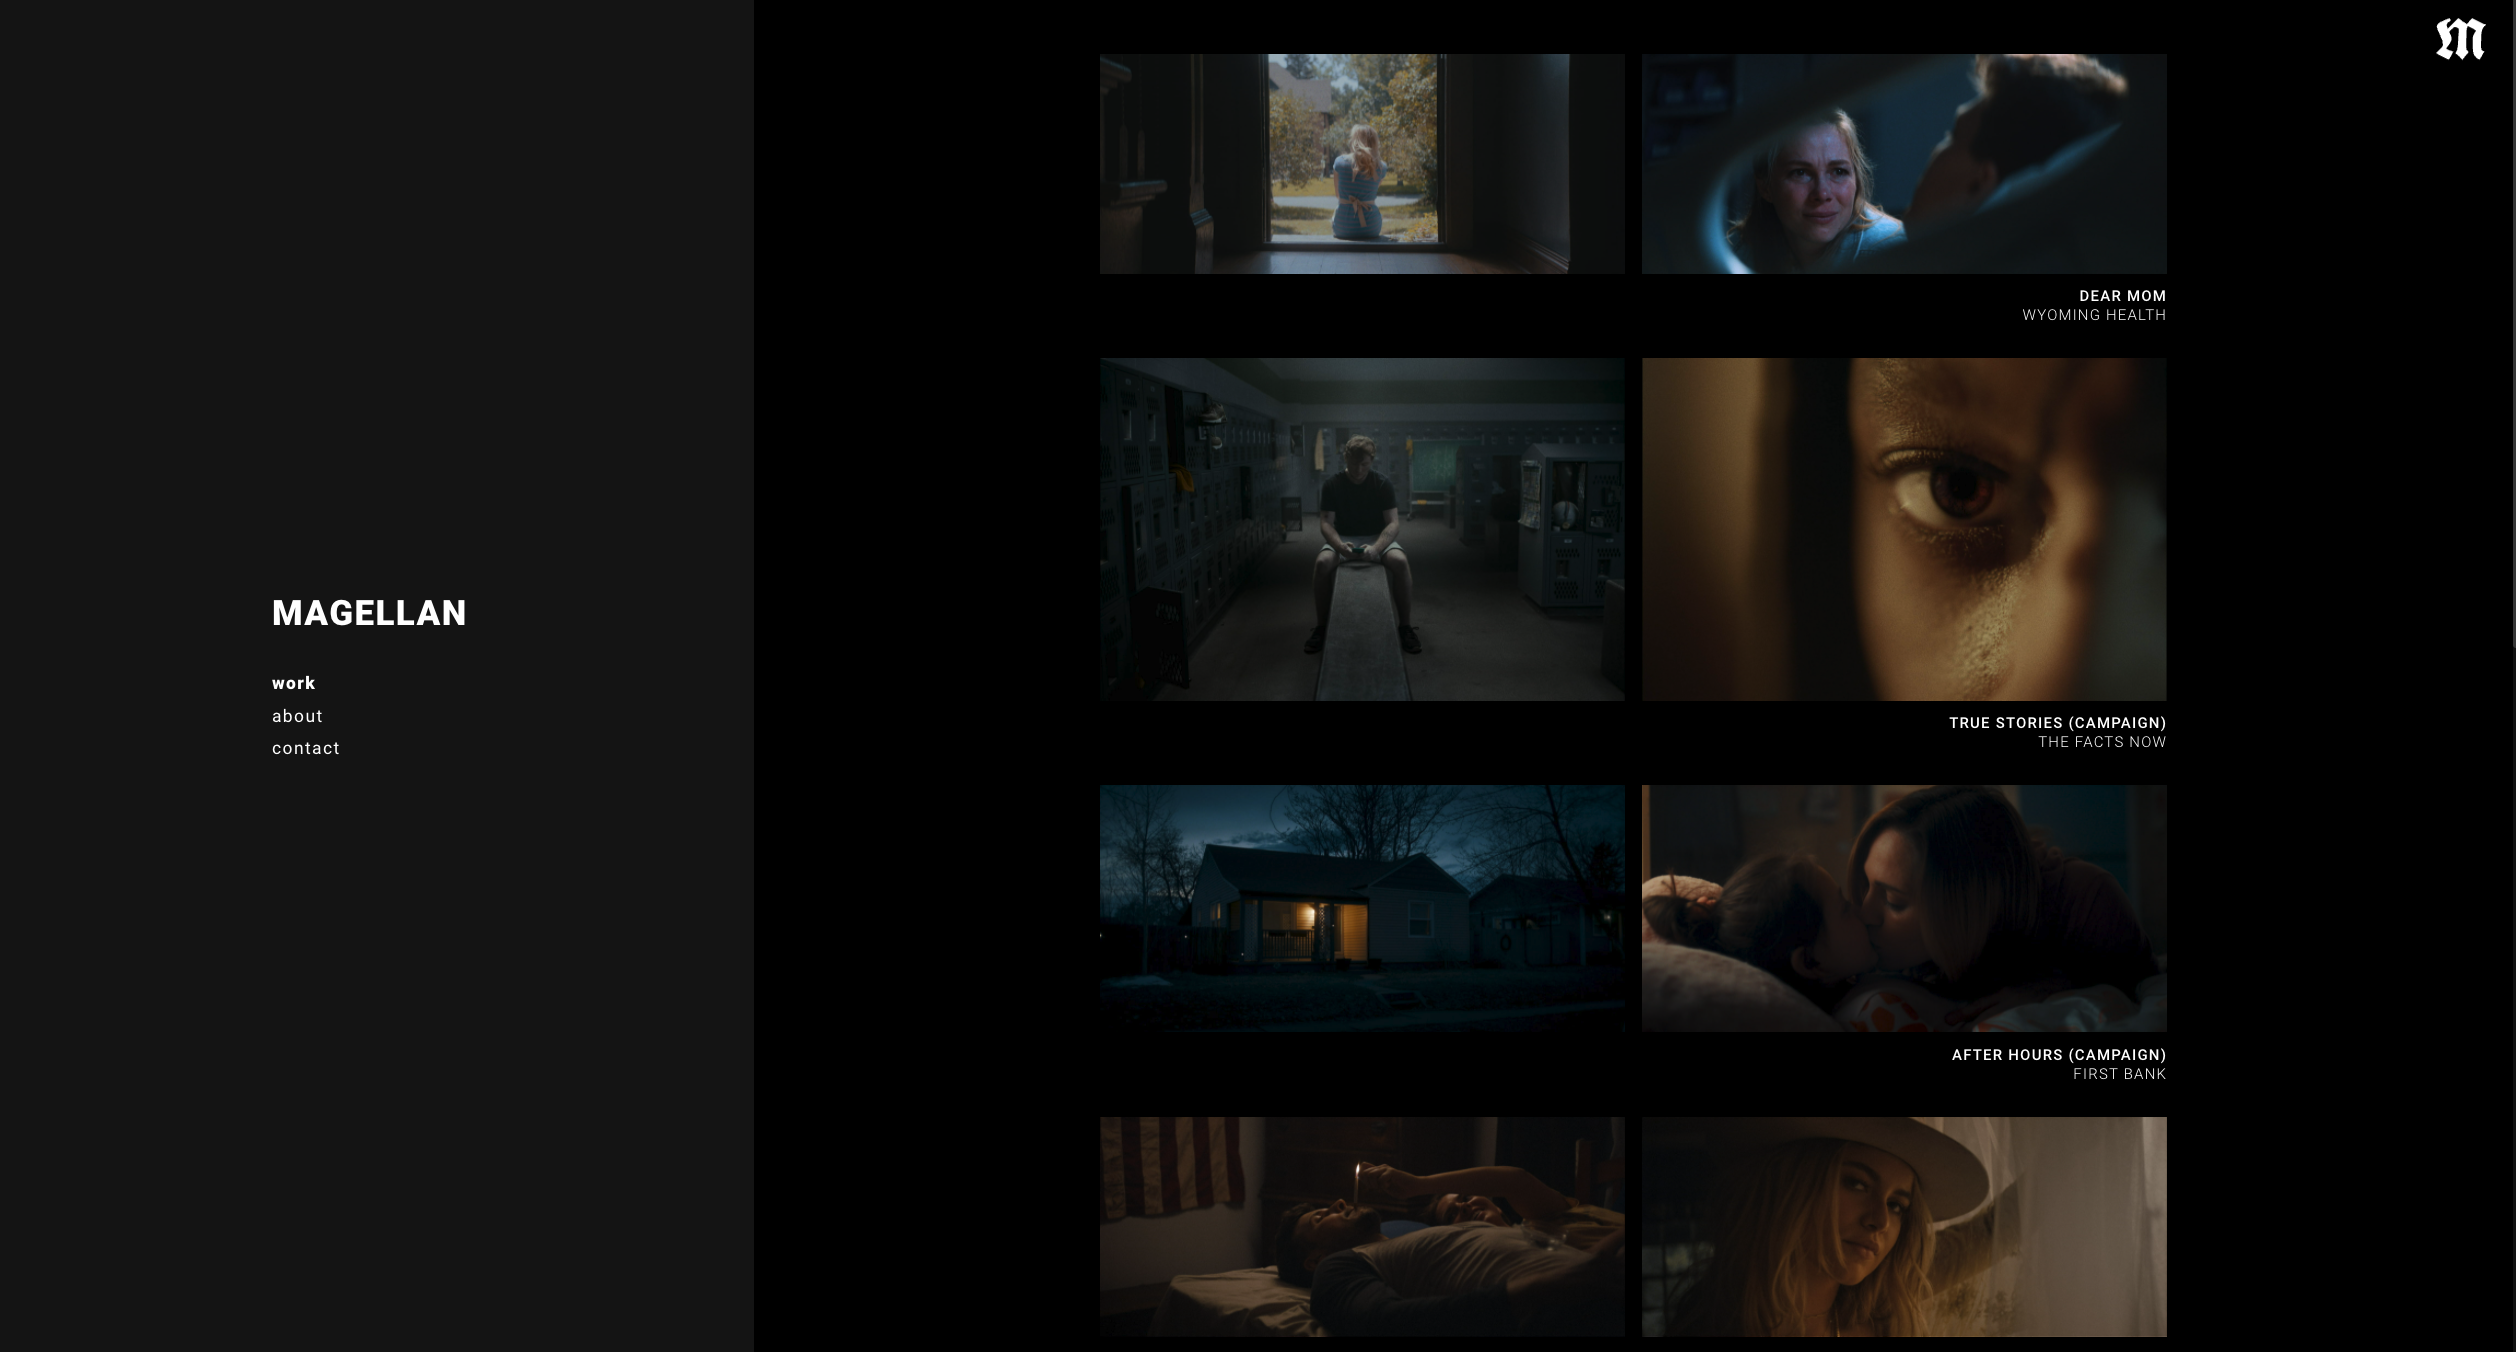 MAGELLAN
work
about
contact
M
DEAR MOM
WYOMING HEALTH
TRUE STORIES (CAMPAIGN)
THE FACTS NOW
AFTER HOURS (CAMPAIGN)
FIRST BANK